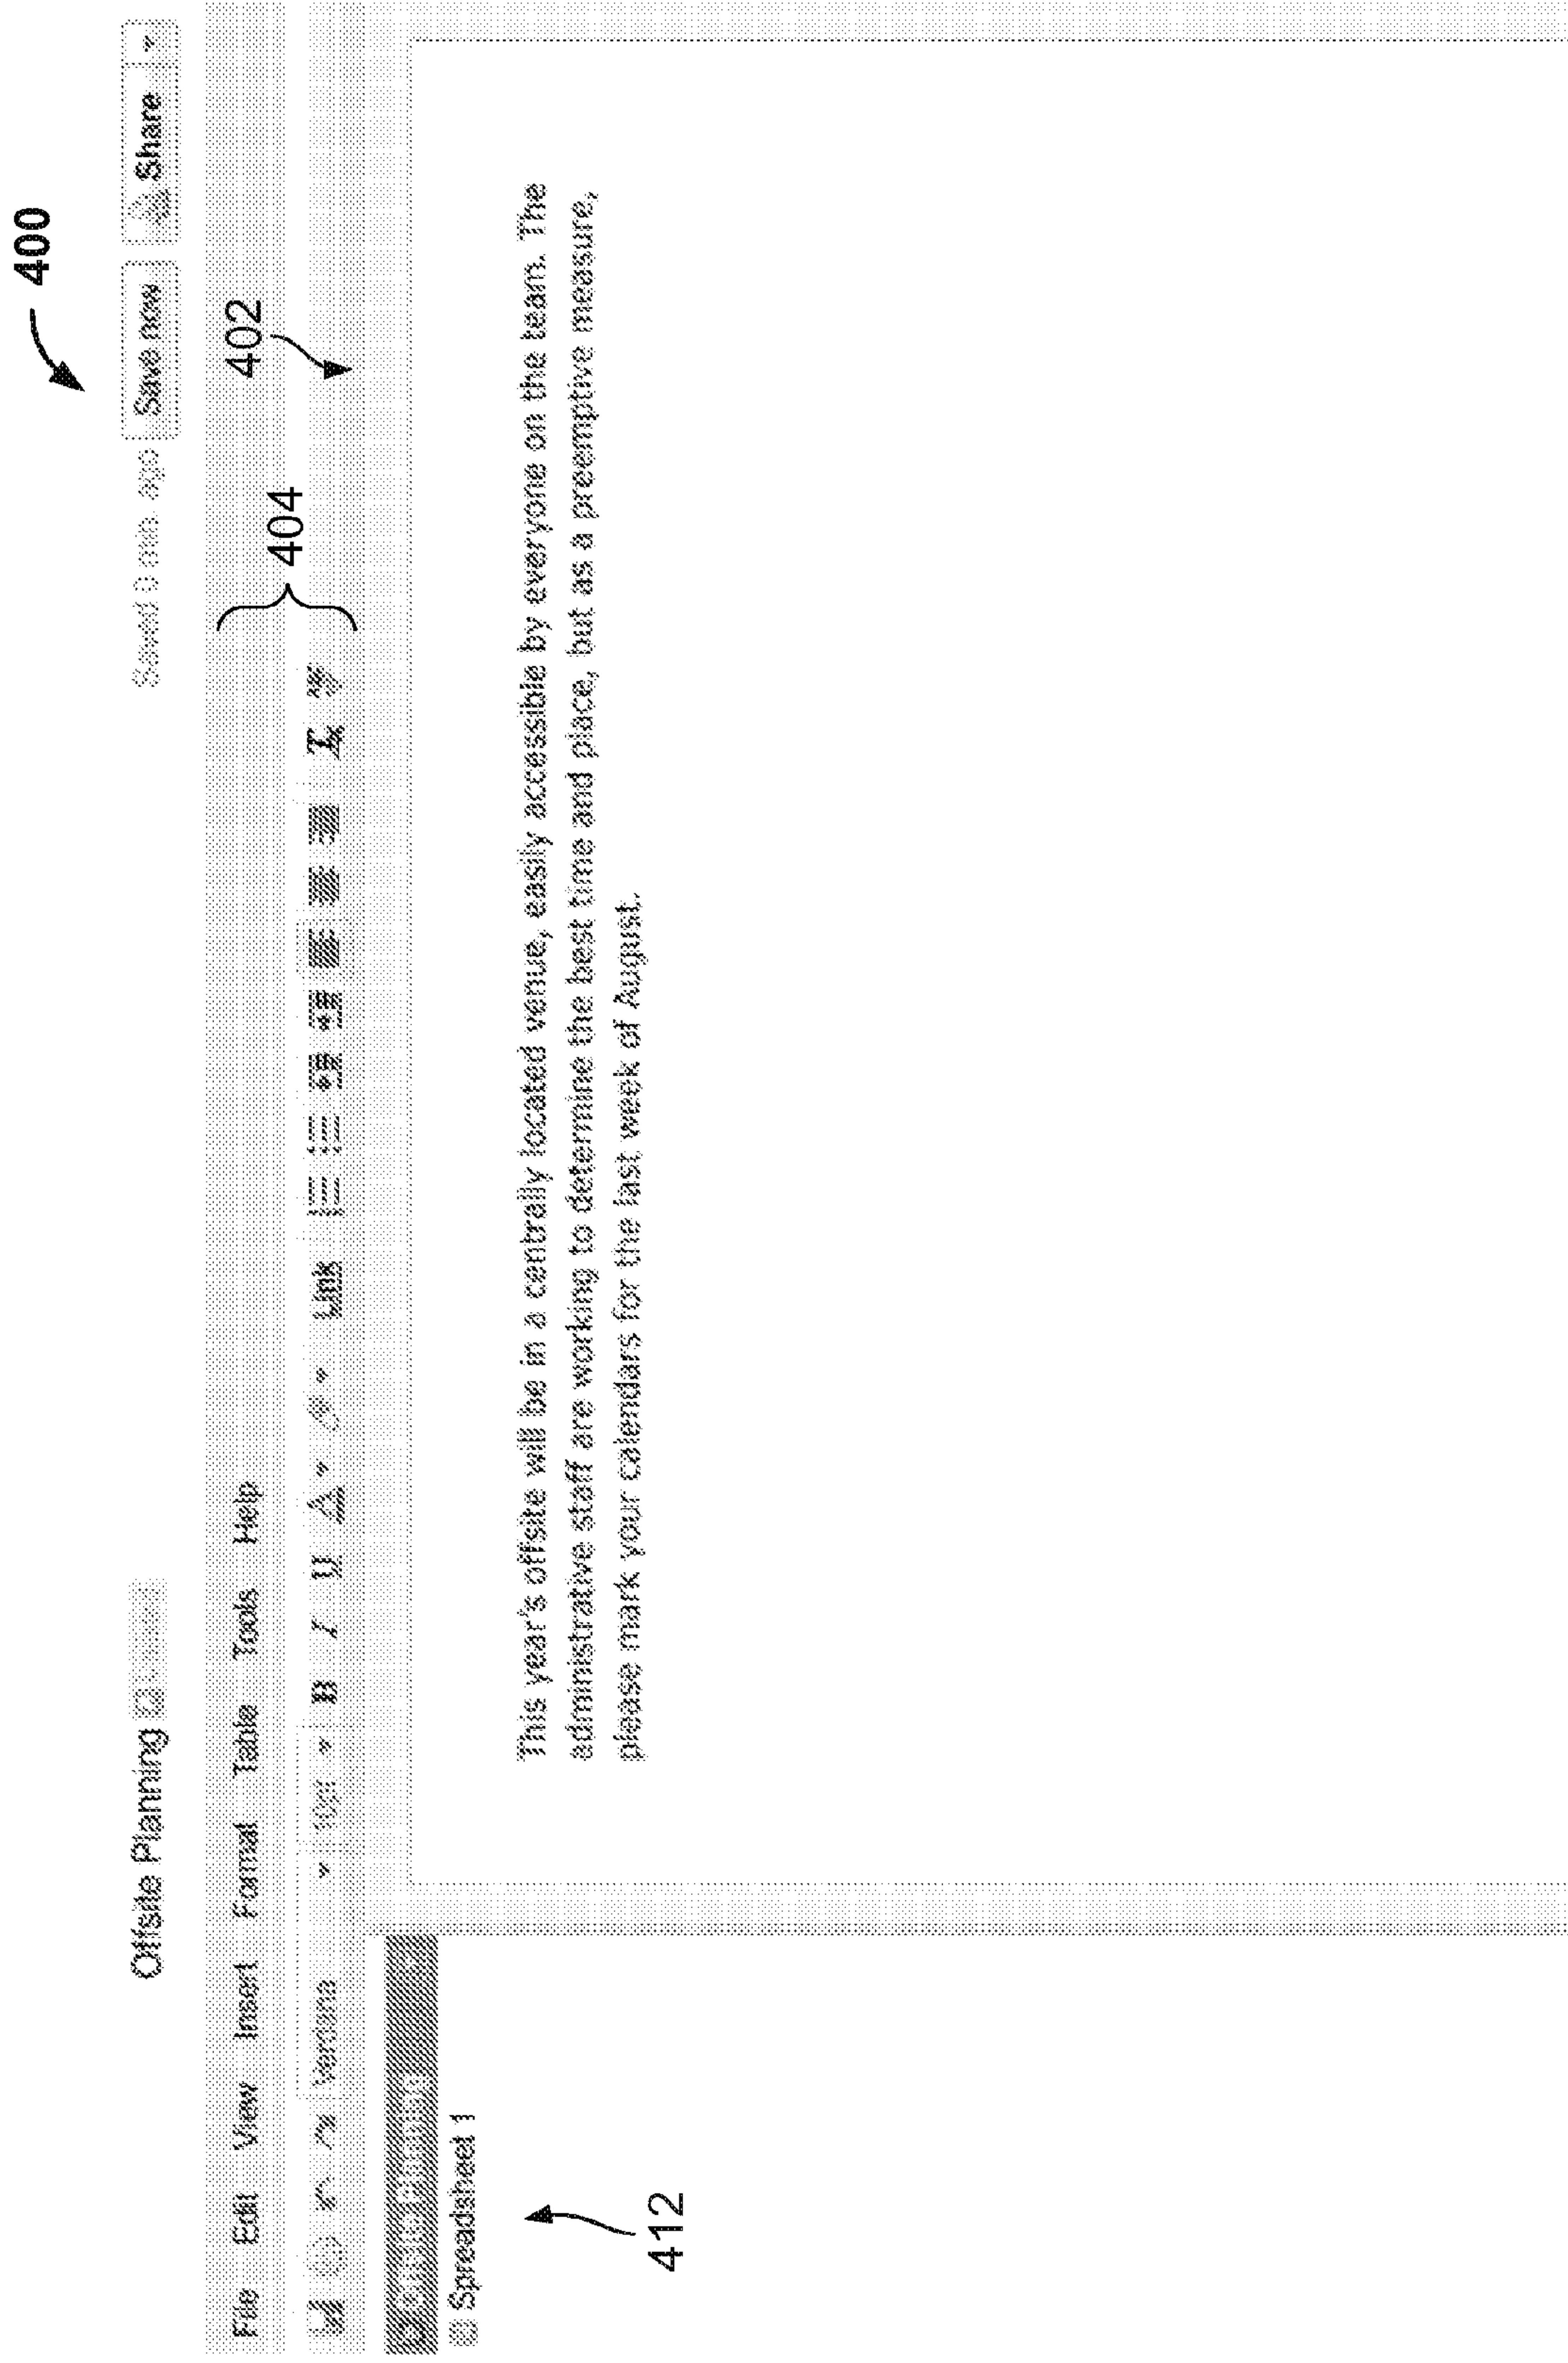 400
Offsite Planning
Saved 0 min. ago Save now Share
File Edit View Insert Format Table Tools Help
402
404
Verdana 10pt B I U A Link
Offsite Planning
Spreadsheet 1
412
This year's offsite will be in a centrally located venue, easily accessible by everyone on the team. The
administrative staff are working to determine the best time and place, but as a preemptive measure,
please mark your calendars for the last week of August.